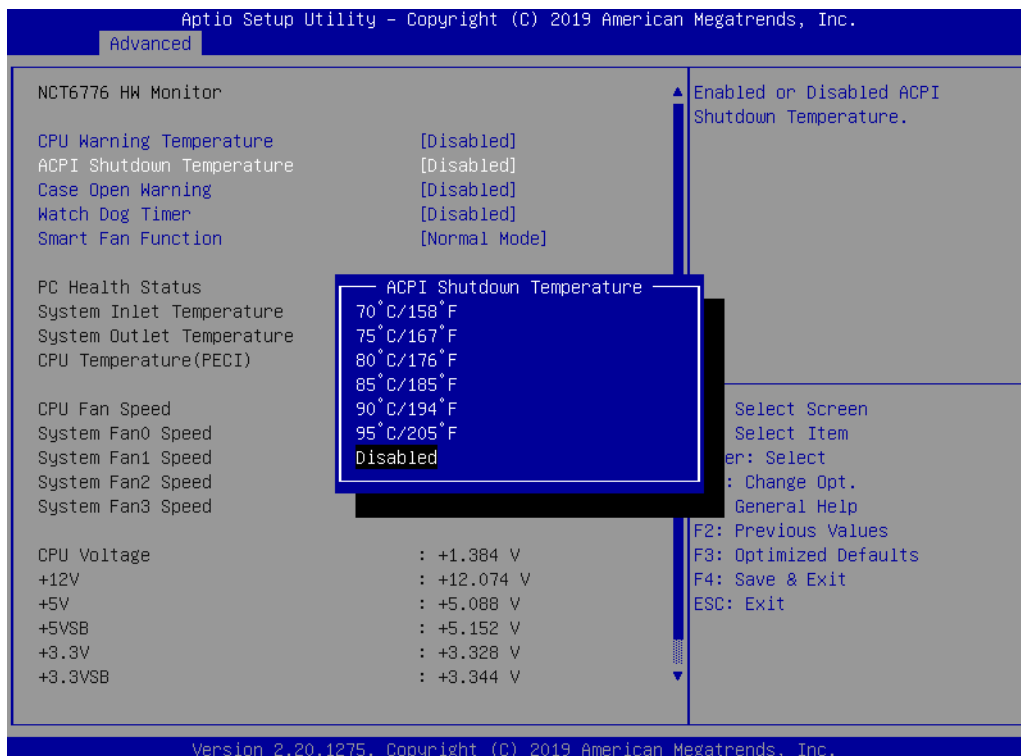 Aptio Setup Utility – Copyright (C) 2019 American Megatrends, Inc.
Advanced
NCT6776 HW Monitor
CPU Warning Temperature [Disabled]
ACPI Shutdown Temperature [Disabled]
Case Open Warning [Disabled]
Watch Dog Timer [Disabled]
Smart Fan Function [Normal Mode]
PC Health Status
System Inlet Temperature
System Outlet Temperature
CPU Temperature(PECI)
CPU Fan Speed
System Fan0 Speed
System Fan1 Speed
System Fan2 Speed
System Fan3 Speed
CPU Voltage : +1.384 V
+12V : +12.074 V
+5V : +5.088 V
+5VSB : +5.152 V
+3.3V : +3.328 V
+3.3VSB : +3.344 V
ACPI Shutdown Temperature
70°C/158°F
75°C/167°F
80°C/176°F
85°C/185°F
90°C/194°F
95°C/205°F
Disabled
Enabled or Disabled ACPI
Shutdown Temperature.
Select Screen
Select Item
er: Select
: Change Opt.
General Help
F2: Previous Values
F3: Optimized Defaults
F4: Save & Exit
ESC: Exit
Version 2.20.1275. Copyright (C) 2019 American Megatrends, Inc.